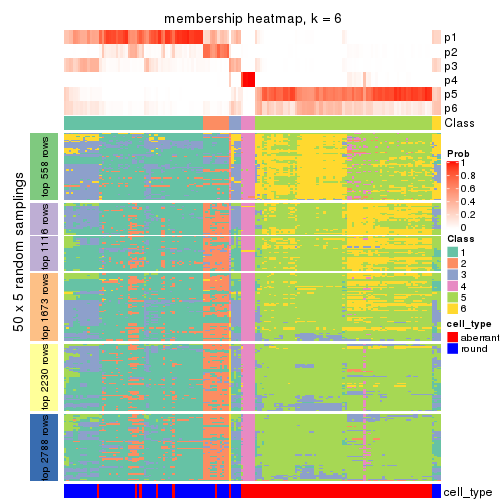 membership heatmap, k = 6
p1
p2
p3
p4
p5
p6
Class
50 x 5 random samplings
top 558 rows
top 1116 rows
top 1673 rows
top 2230 rows
top 2788 rows
cell_type
Prob
1
0.8
0.6
0.4
0.2
0
Class
1
2
3
4
5
6
cell_type
aberrant
round